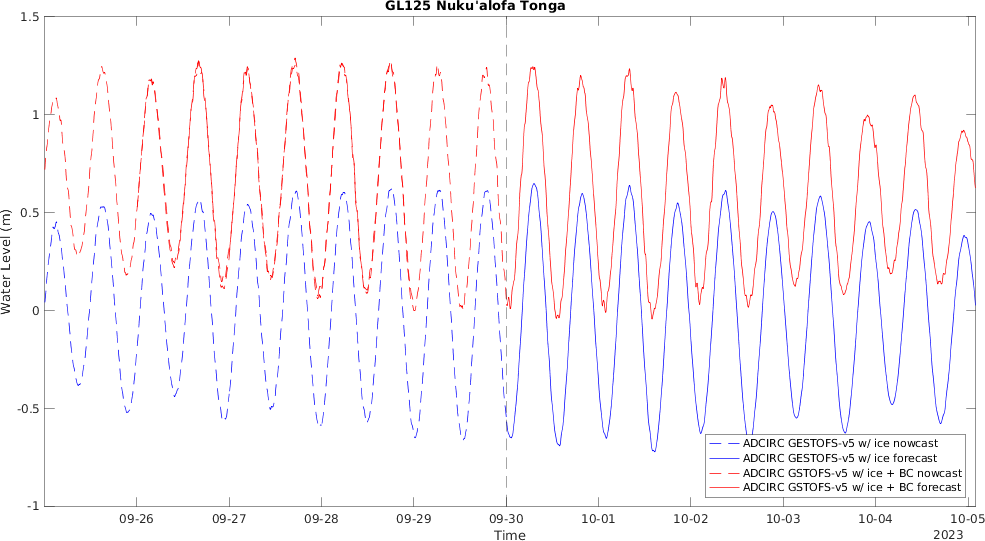 GL125 Nuku'alofa Tonga
1.5
1
0.5
0
-0.5
-1
Water Level (m)
09-26 09-27 09-28 09-29 09-30 10-01 10-02 10-03 10-04 10-05
Time
2023
ADCIRC GESTOFS-v5 w/ ice nowcast
ADCIRC GESTOFS-v5 w/ ice forecast
ADCIRC GSTOFS-v5 w/ ice + BC nowcast
ADCIRC GSTOFS-v5 w/ ice + BC forecast